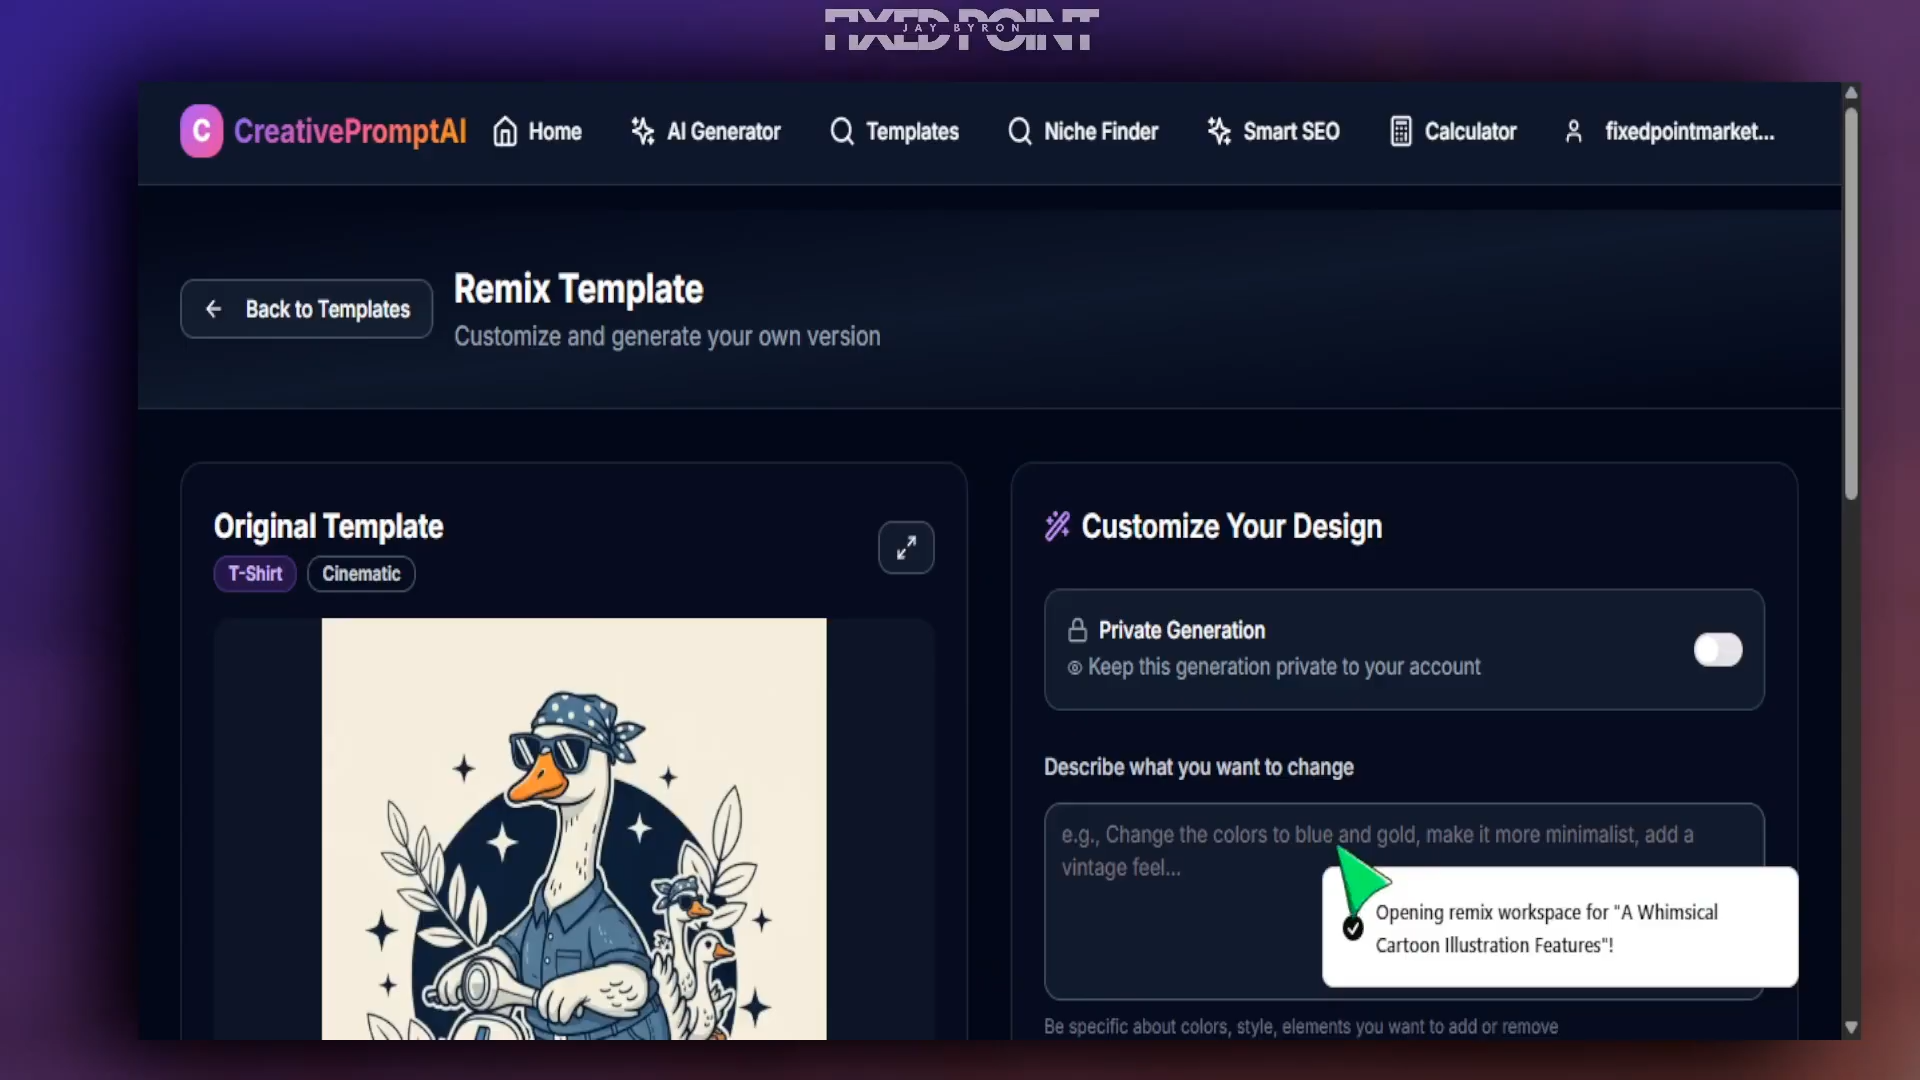 FIXED POINT
JAY BYRON
C CreativePromptAI Home AI Generator Templates Niche Finder Smart SEO Calculator fixedpointmarket...
Back to Templates
Remix Template
Customize and generate your own version
Original Template
T-Shirt Cinematic
Customize Your Design
Private Generation
Keep this generation private to your account
Describe what you want to change
e.g., Change the colors to blue and gold, make it more minimalist, add a
vintage feel...
Opening remix workspace for "A Whimsical
Cartoon Illustration Features"!
Be specific about colors, style, elements you want to add or remove